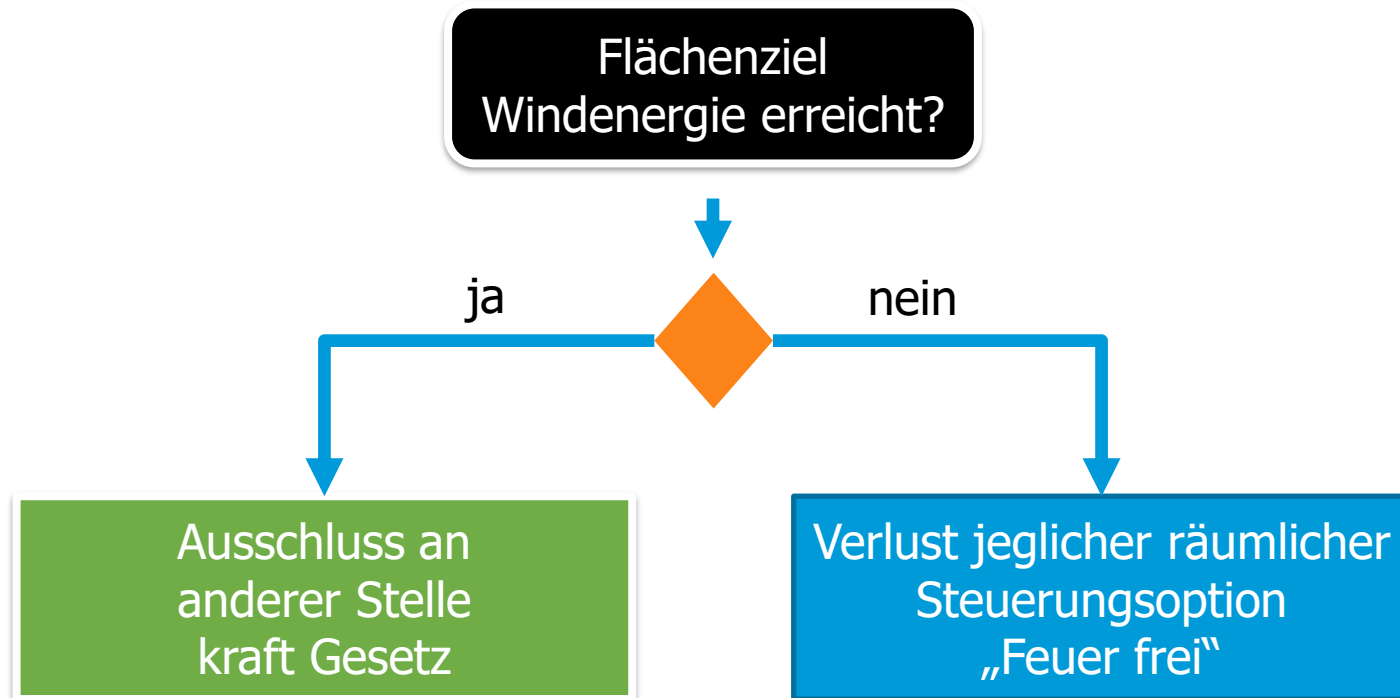 Flächenziel
Windenergie erreicht?
ja
nein
Ausschluss an
anderer Stelle
kraft Gesetz
Verlust jeglicher räumlicher
Steuerungsoption
„Feuer frei“